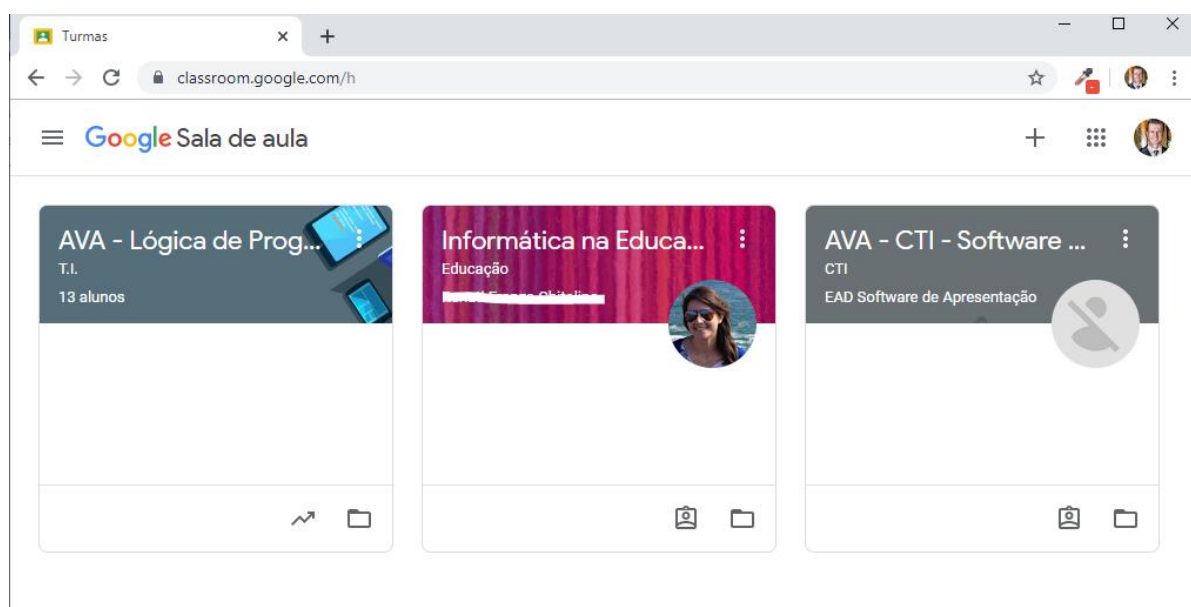 Turmas
classroom.google.com/h
Google Sala de aula
AVA - Lógica de Prog...
T.I.
13 alunos
Informática na Educa...
Educação
AVA - CTI - Software ...
CTI
EAD Software de Apresentação